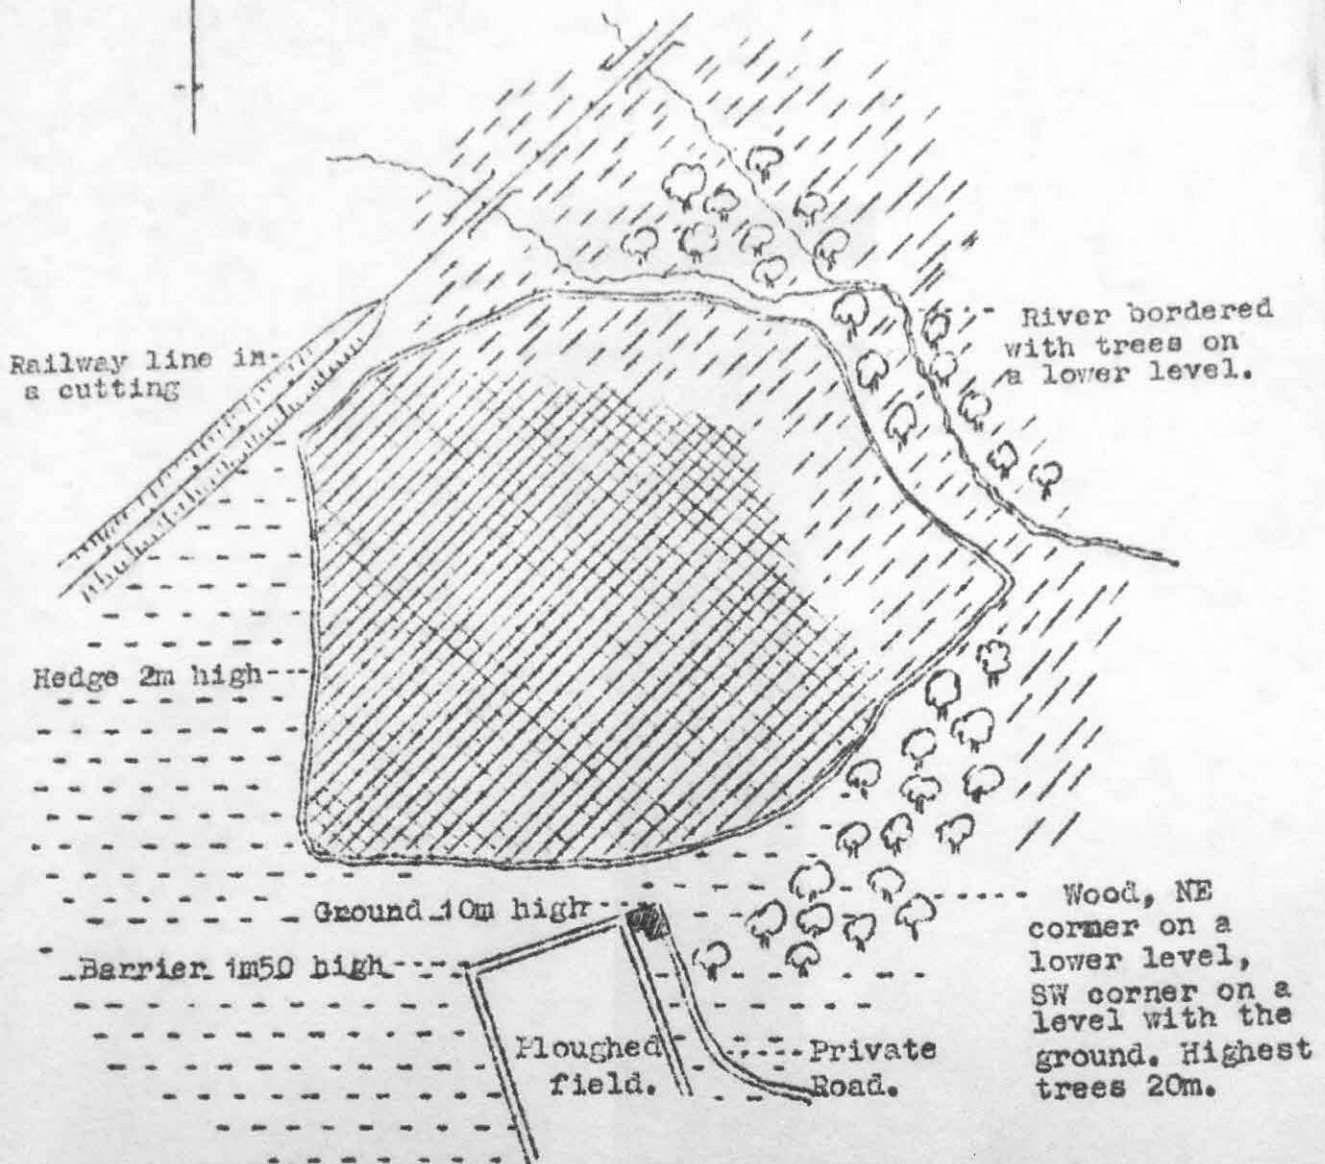 Railway line in
a cutting
River bordered
with trees on
a lower level.
Hedge 2m high
Ground 10m high
Barrier 1m50 high
Ploughed
field.
Private
Road.
Wood, NE
corner on a
lower level,
SW corner on a
level with the
ground. Highest
trees 20m.